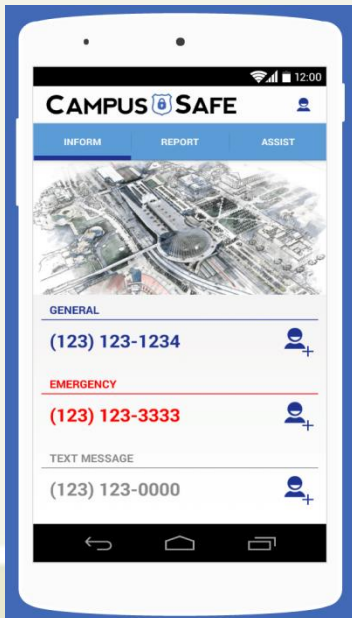 12:00
CAMPUS SAFE
INFORM REPORT ASSIST
GENERAL
(123) 123-1234
EMERGENCY
(123) 123-3333
TEXT MESSAGE
(123) 123-0000